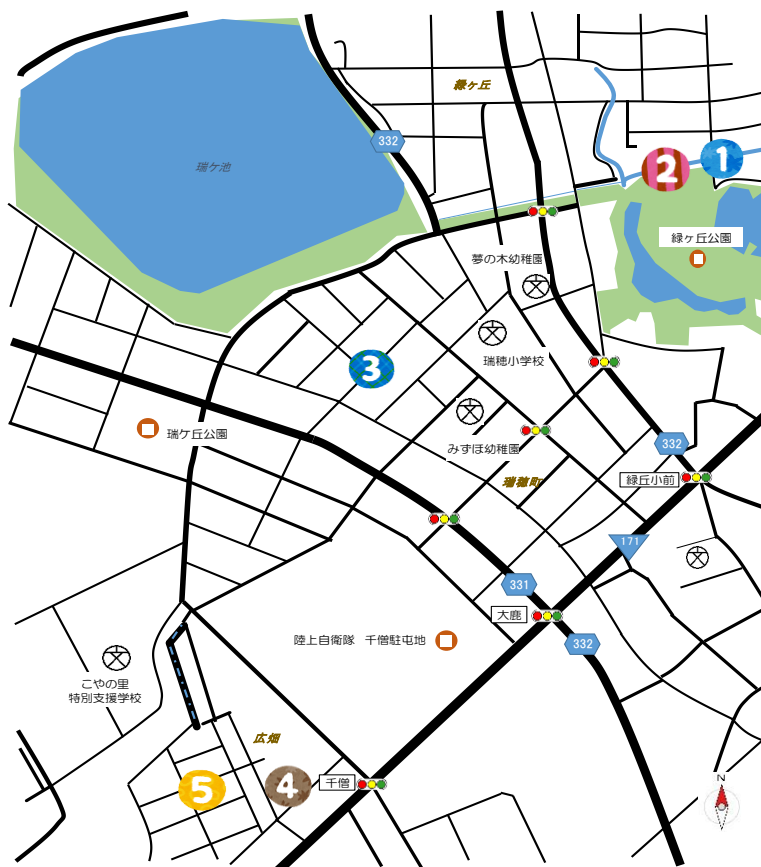 緑ヶ丘
332
瑞ケ池
2
1
緑ヶ丘公園
夢の木幼稚園
瑞穂小学校
3
みずほ幼稚園
瑞ケ丘公園
332
瑞穂町
緑丘小前
171
331
大鹿
陸上自衛隊 千僧駐屯地
332
こやの里
特別支援学校
広畑
5
4
千僧
N